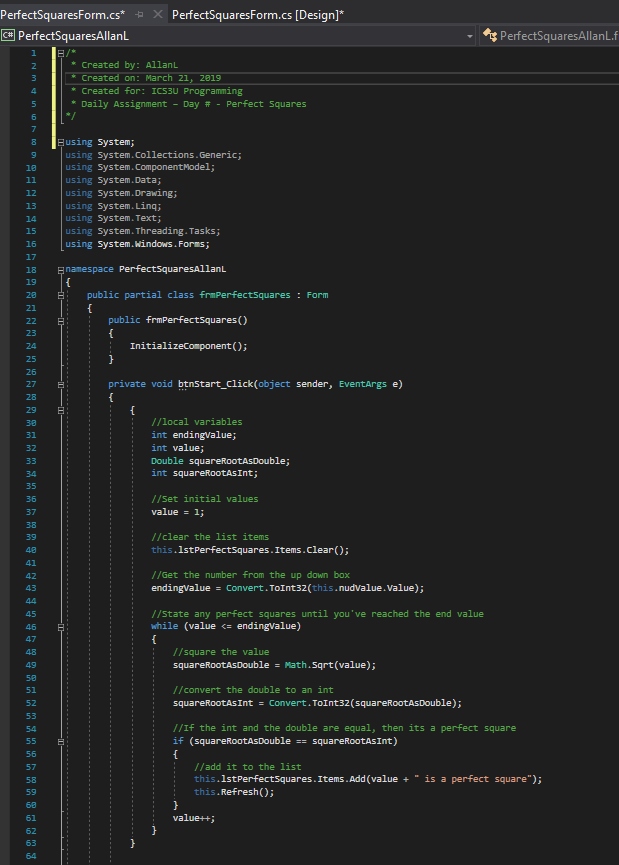 PerfectSquaresForm.cs*  PerfectSquaresForm.cs [Design]*
C# PerfectSquaresAllanL  PerfectSquaresAllanL.f
1 /*
2 * Created by: AllanL
3 * Created on: March 21, 2019
4 * Created for: ICS3U Programming
5 * Daily Assignment – Day # - Perfect Squares
6 */
7
8 using System;
9 using System.Collections.Generic;
10 using System.ComponentModel;
11 using System.Data;
12 using System.Drawing;
13 using System.Linq;
14 using System.Text;
15 using System.Threading.Tasks;
16 using System.Windows.Forms;
17
18 namespace PerfectSquaresAllanL
19 {
20 public partial class frmPerfectSquares : Form
21 {
22 public frmPerfectSquares()
23 {
24 InitializeComponent();
25 }
26
27 private void btnStart_Click(object sender, EventArgs e)
28 {
29 {
30 //local variables
31 int endingValue;
32 int value;
33 Double squareRootAsDouble;
34 int squareRootAsInt;
35
36 //Set initial values
37 value = 1;
38
39 //clear the list items
40 this.lstPerfectSquares.Items.Clear();
41
42 //Get the number from the up down box
43 endingValue = Convert.ToInt32(this.nudValue.Value);
44
45 //State any perfect squares until you've reached the end value
46 while (value <= endingValue)
47 {
48 //square the value
49 squareRootAsDouble = Math.Sqrt(value);
50
51 //convert the double to an int
52 squareRootAsInt = Convert.ToInt32(squareRootAsDouble);
53
54 //If the int and the double are equal, then its a perfect square
55 if (squareRootAsDouble == squareRootAsInt)
56 {
57 //add it to the list
58 this.lstPerfectSquares.Items.Add(value + " is a perfect square");
59 this.Refresh();
60 }
61 value++;
62 }
63 }
64